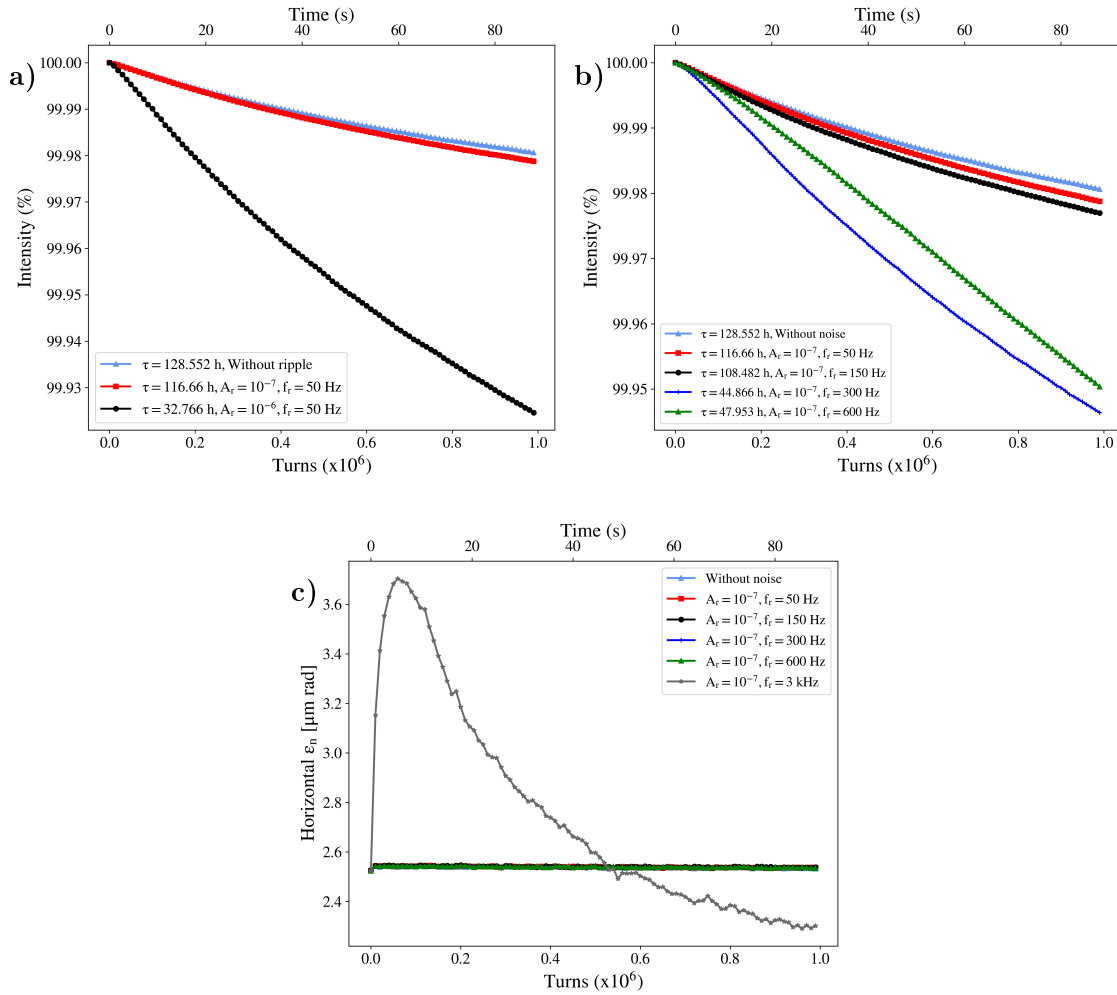 Time (s)
0 20 40 60 80
a)
100.00
99.99
99.98
99.97
99.96
99.95
99.94
99.93
Intensity (%)
τ = 128.552 h, Without ripple
τ = 116.66 h, Aᵣ = 10⁻⁷, fᵣ = 50 Hz
τ = 32.766 h, Aᵣ = 10⁻⁶, fᵣ = 50 Hz
0.0 0.2 0.4 0.6 0.8 1.0
Turns (x10⁶)
Time (s)
0 20 40 60 80
b)
100.00
99.99
99.98
99.97
99.96
99.95
Intensity (%)
τ = 128.552 h, Without noise
τ = 116.66 h, Aᵣ = 10⁻⁷, fᵣ = 50 Hz
τ = 108.482 h, Aᵣ = 10⁻⁷, fᵣ = 150 Hz
τ = 44.866 h, Aᵣ = 10⁻⁷, fᵣ = 300 Hz
τ = 47.953 h, Aᵣ = 10⁻⁷, fᵣ = 600 Hz
0.0 0.2 0.4 0.6 0.8 1.0
Turns (x10⁶)
Time (s)
0 20 40 60 80
c)
3.6
3.4
3.2
3.0
2.8
2.6
2.4
Horizontal εₙ [μm rad]
Without noise
Aᵣ = 10⁻⁷, fᵣ = 50 Hz
Aᵣ = 10⁻⁷, fᵣ = 150 Hz
Aᵣ = 10⁻⁷, fᵣ = 300 Hz
Aᵣ = 10⁻⁷, fᵣ = 600 Hz
Aᵣ = 10⁻⁷, fᵣ = 3 kHz
0.0 0.2 0.4 0.6 0.8 1.0
Turns (x10⁶)